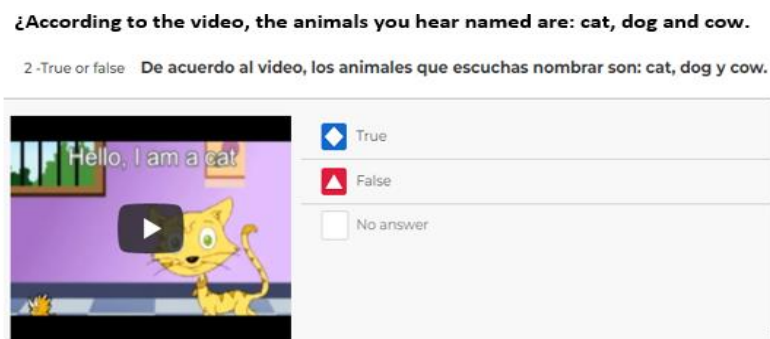 ¿According to the video, the animals you hear named are: cat, dog and cow.
2 -True or false De acuerdo al video, los animales que escuchas nombrar son: cat, dog y cow.
Hello, I am a cat
True
False
No answer